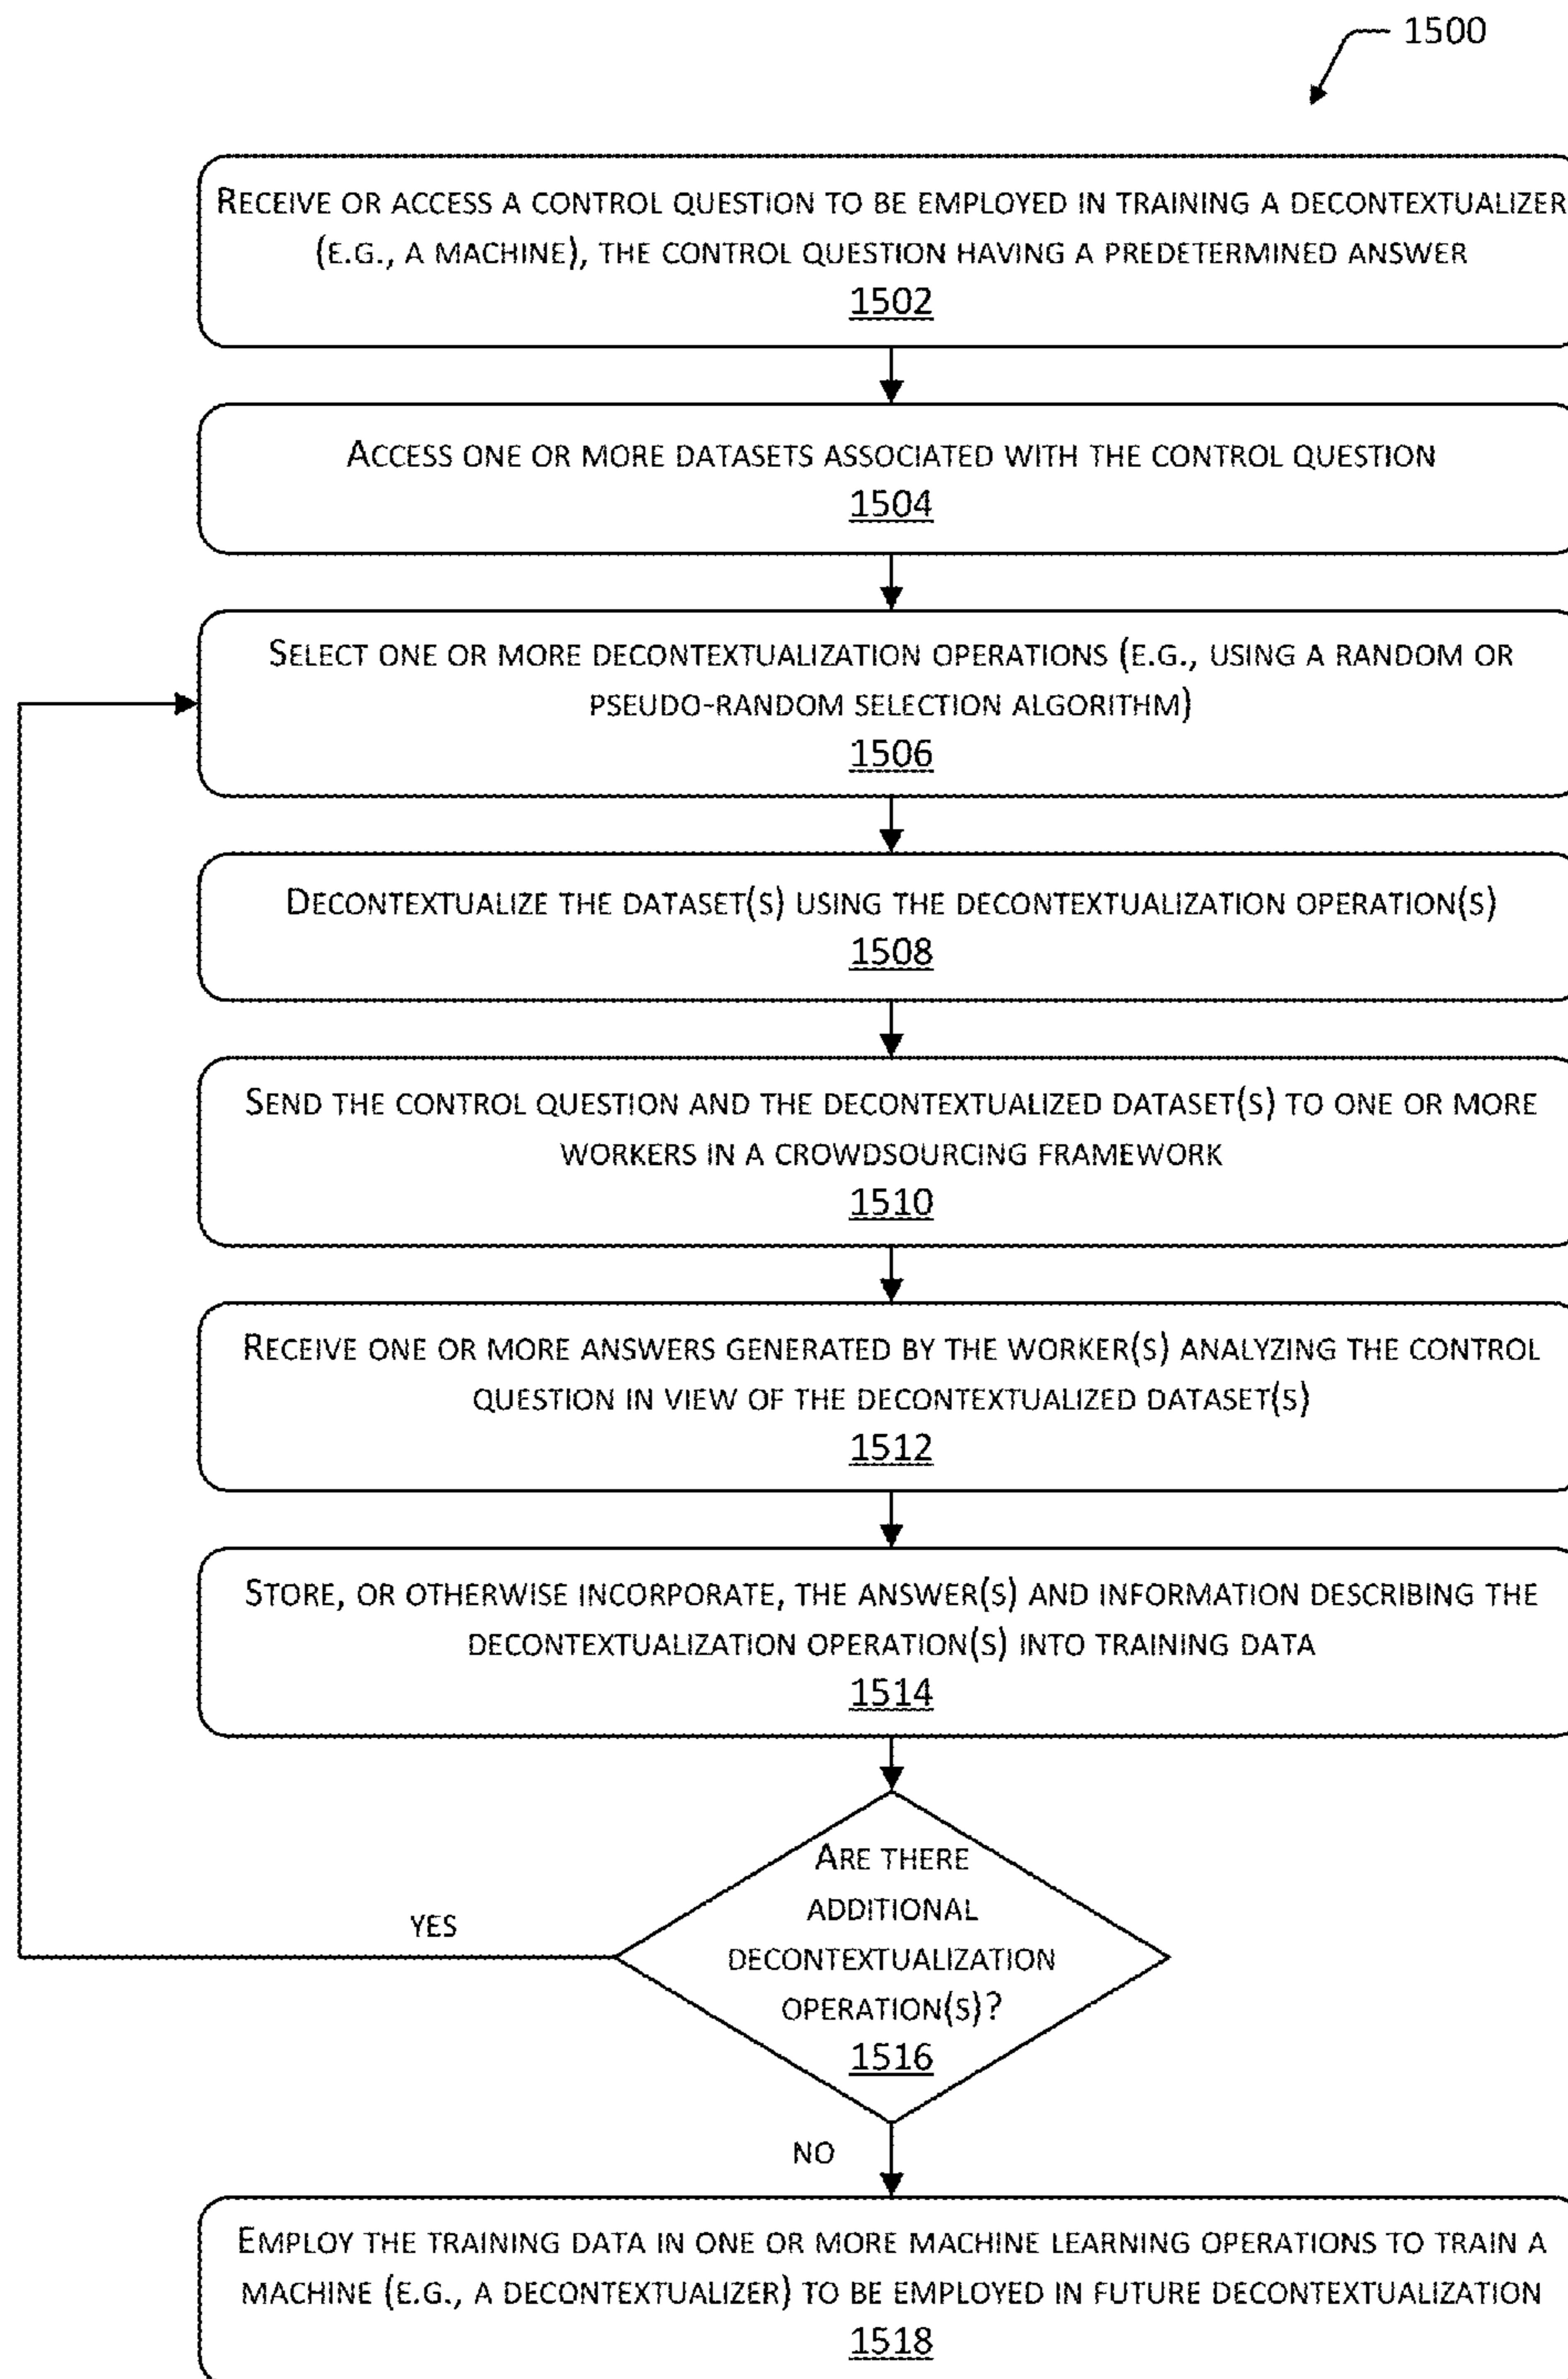 1500
RECEIVE OR ACCESS A CONTROL QUESTION TO BE EMPLOYED IN TRAINING A DECONTEXTUALIZER
(E.G., A MACHINE), THE CONTROL QUESTION HAVING A PREDETERMINED ANSWER
1502
ACCESS ONE OR MORE DATASETS ASSOCIATED WITH THE CONTROL QUESTION
1504
SELECT ONE OR MORE DECONTEXTUALIZATION OPERATIONS (E.G., USING A RANDOM OR
PSEUDO-RANDOM SELECTION ALGORITHM)
1506
DECONTEXTUALIZE THE DATASET(S) USING THE DECONTEXTUALIZATION OPERATION(S)
1508
SEND THE CONTROL QUESTION AND THE DECONTEXTUALIZED DATASET(S) TO ONE OR MORE
WORKERS IN A CROWDSOURCING FRAMEWORK
1510
RECEIVE ONE OR MORE ANSWERS GENERATED BY THE WORKER(S) ANALYZING THE CONTROL
QUESTION IN VIEW OF THE DECONTEXTUALIZED DATASET(S)
1512
STORE, OR OTHERWISE INCORPORATE, THE ANSWER(S) AND INFORMATION DESCRIBING THE
DECONTEXTUALIZATION OPERATION(S) INTO TRAINING DATA
1514
ARE THERE
ADDITIONAL
DECONTEXTUALIZATION
OPERATION(S)?
1516
YES
NO
EMPLOY THE TRAINING DATA IN ONE OR MORE MACHINE LEARNING OPERATIONS TO TRAIN A
MACHINE (E.G., A DECONTEXTUALIZER) TO BE EMPLOYED IN FUTURE DECONTEXTUALIZATION
1518